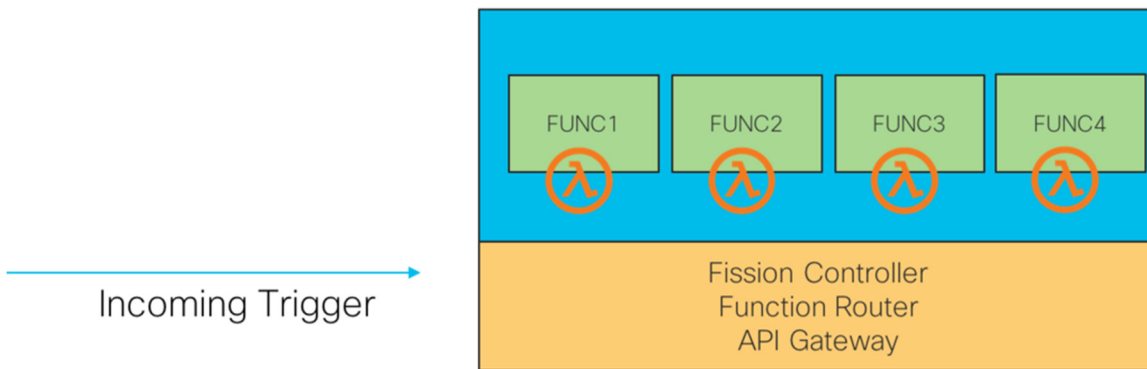 FUNC1
FUNC2
FUNC3
FUNC4
Incoming Trigger
Fission Controller
Function Router
API Gateway